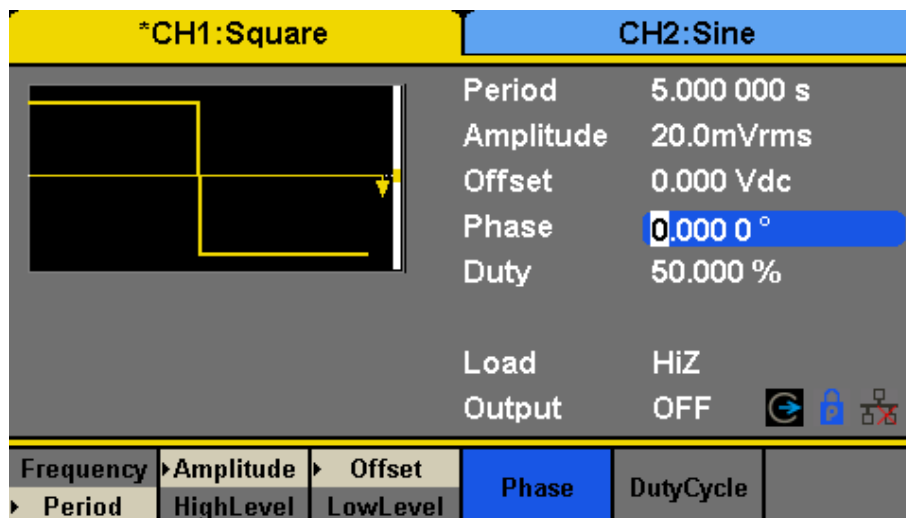 *CH1:Square CH2:Sine
Period 5.000 000 s
Amplitude 20.0mVrms
Offset 0.000 Vdc
Phase 0.000 0 °
Duty 50.000 %
Load HiZ
Output OFF P
Frequency Amplitude Offset Phase DutyCycle
Period HighLevel LowLevel